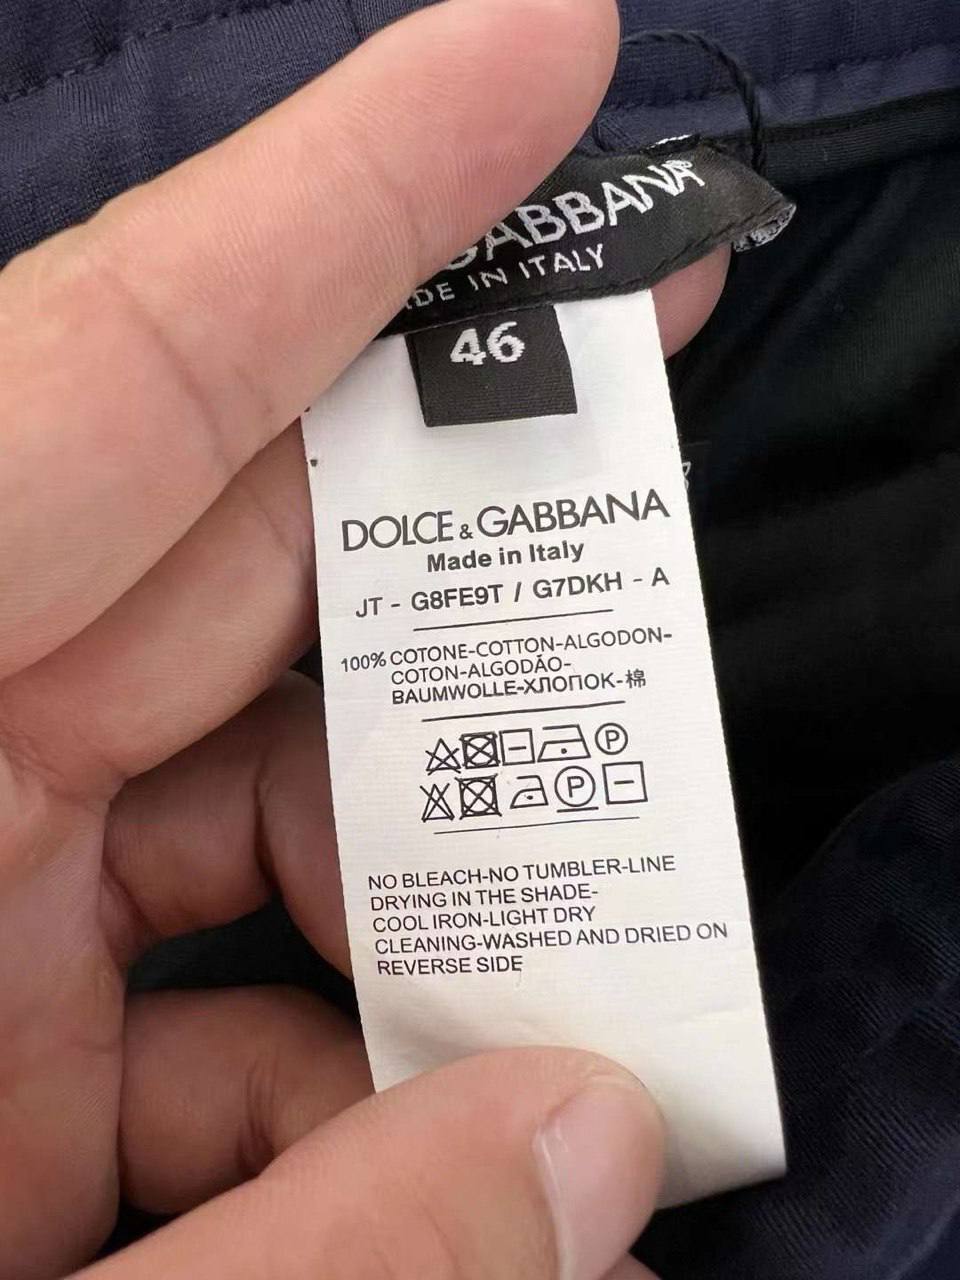 GABBANA®
DE IN ITALY
46
DOLCE & GABBANA
Made in Italy
JT - G8FE9T / G7DKH - A
100% COTONE-COTTON-ALGODON-
COTON-ALGODÃO-
BAUMWOLLE-ХЛОПОК-棉
P
P
NO BLEACH-NO TUMBLER-LINE
DRYING IN THE SHADE-
COOL IRON-LIGHT DRY
CLEANING-WASHED AND DRIED ON
REVERSE SIDE